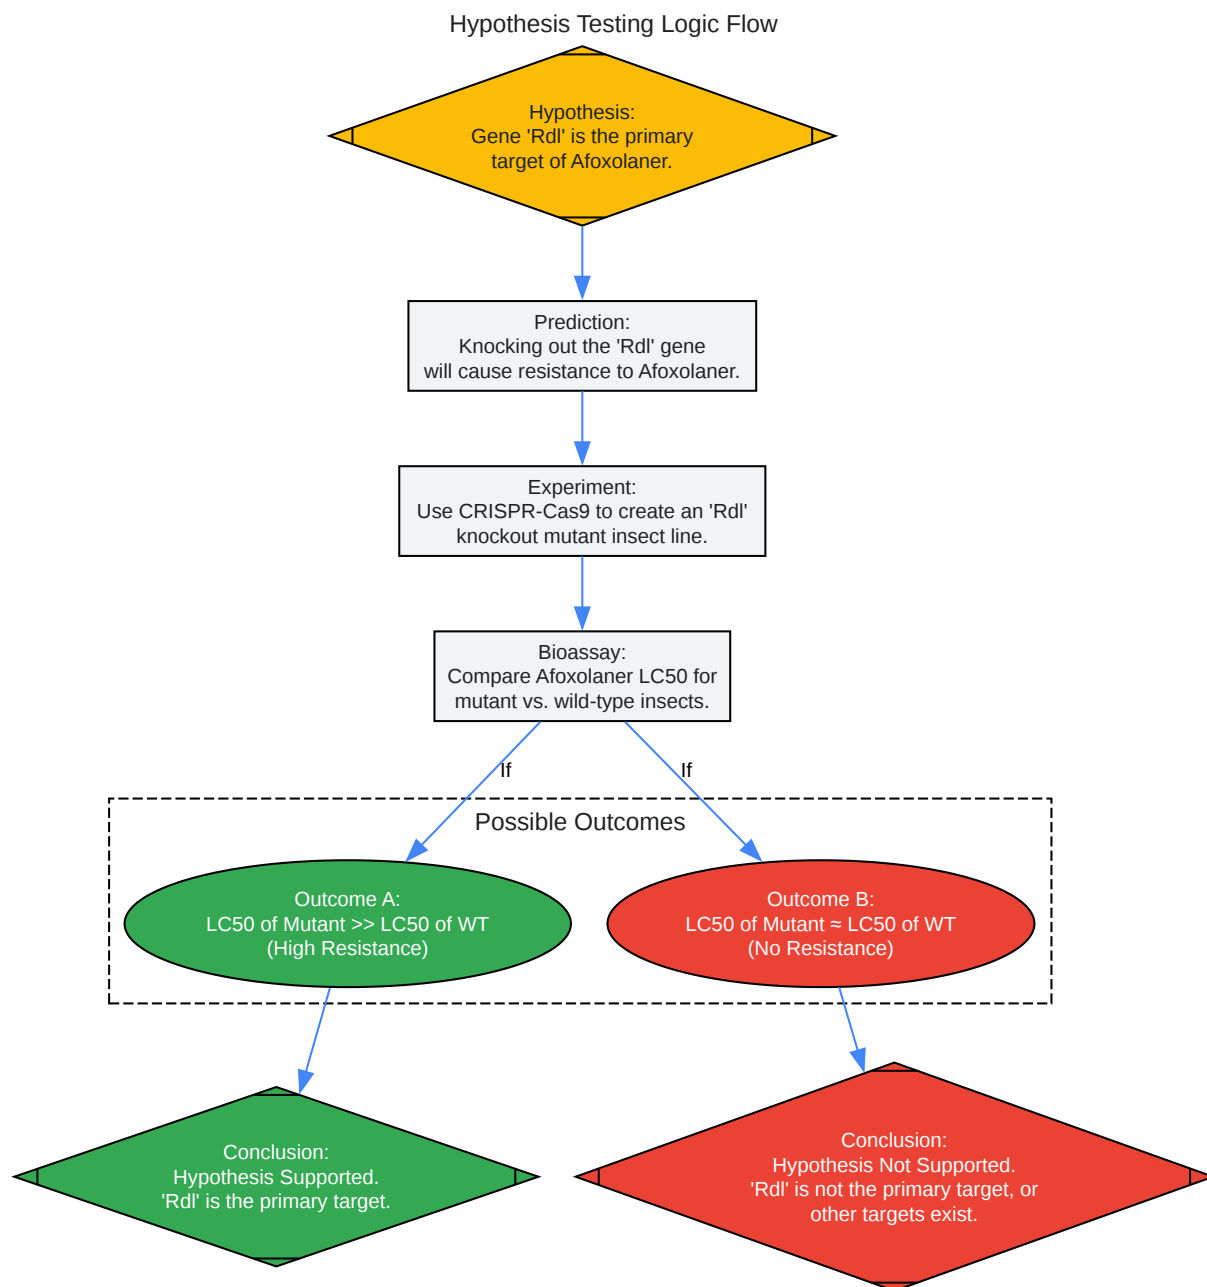 Hypothesis Testing Logic Flow
Hypothesis:
Gene 'Rdl' is the primary
target of Afoxolaner.
Prediction:
Knocking out the 'Rdl' gene
will cause resistance to Afoxolaner.
Experiment:
Use CRISPR-Cas9 to create an 'Rdl'
knockout mutant insect line.
Bioassay:
Compare Afoxolaner LC50 for
mutant vs. wild-type insects.
If
If
Possible Outcomes
Outcome A:
LC50 of Mutant >> LC50 of WT
(High Resistance)
Outcome B:
LC50 of Mutant ≈ LC50 of WT
(No Resistance)
Conclusion:
Hypothesis Supported.
'Rdl' is the primary target.
Conclusion:
Hypothesis Not Supported.
'Rdl' is not the primary target, or
other targets exist.